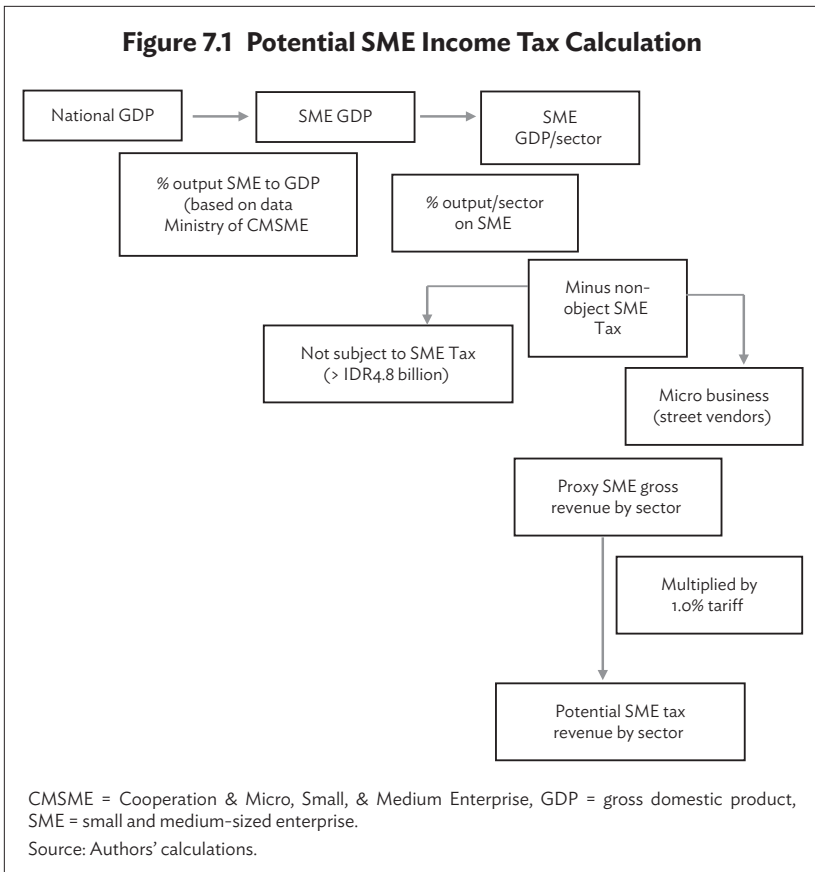 Figure 7.1 Potential SME Income Tax Calculation
National GDP
SME GDP
SME
GDP/sector
% output SME to GDP
(based on data
Ministry of CMSME
% output/sector
on SME
Minus non-
object SME
Tax
Not subject to SME Tax
(> IDR4.8 billion)
Micro business
(street vendors)
Proxy SME gross
revenue by sector
Multiplied by
1.0% tariff
Potential SME tax
revenue by sector
CMSME = Cooperation & Micro, Small, & Medium Enterprise, GDP = gross domestic product,
SME = small and medium-sized enterprise.
Source: Authors' calculations.